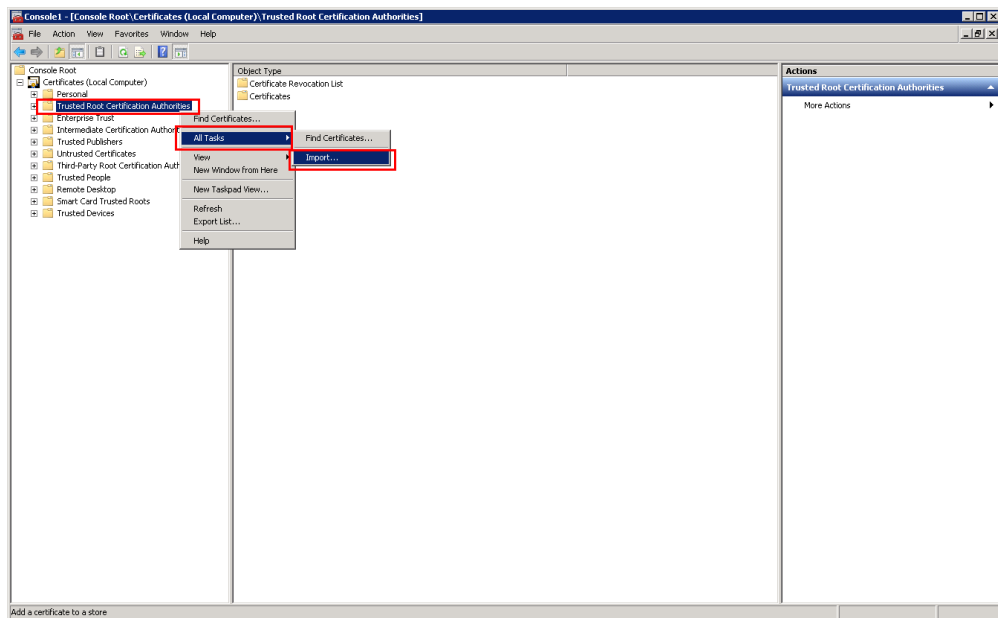 Console1 - [Console Root\Certificates (Local Computer)\Trusted Root Certification Authorities]
File Action View Favorites Window Help
Console Root
Certificates (Local Computer)
Personal
Trusted Root Certification Authorities
Enterprise Trust
Intermediate Certification Authori
Trusted Publishers
Untrusted Certificates
Third-Party Root Certification Auth
Trusted People
Remote Desktop
Smart Card Trusted Roots
Trusted Devices
Object Type
Certificate Revocation List
Certificates
Find Certificates...
All Tasks
View
New Window from Here
New Taskpad View...
Refresh
Export List...
Help
Find Certificates...
Import...
Actions
Trusted Root Certification Authorities
More Actions
Add a certificate to a store